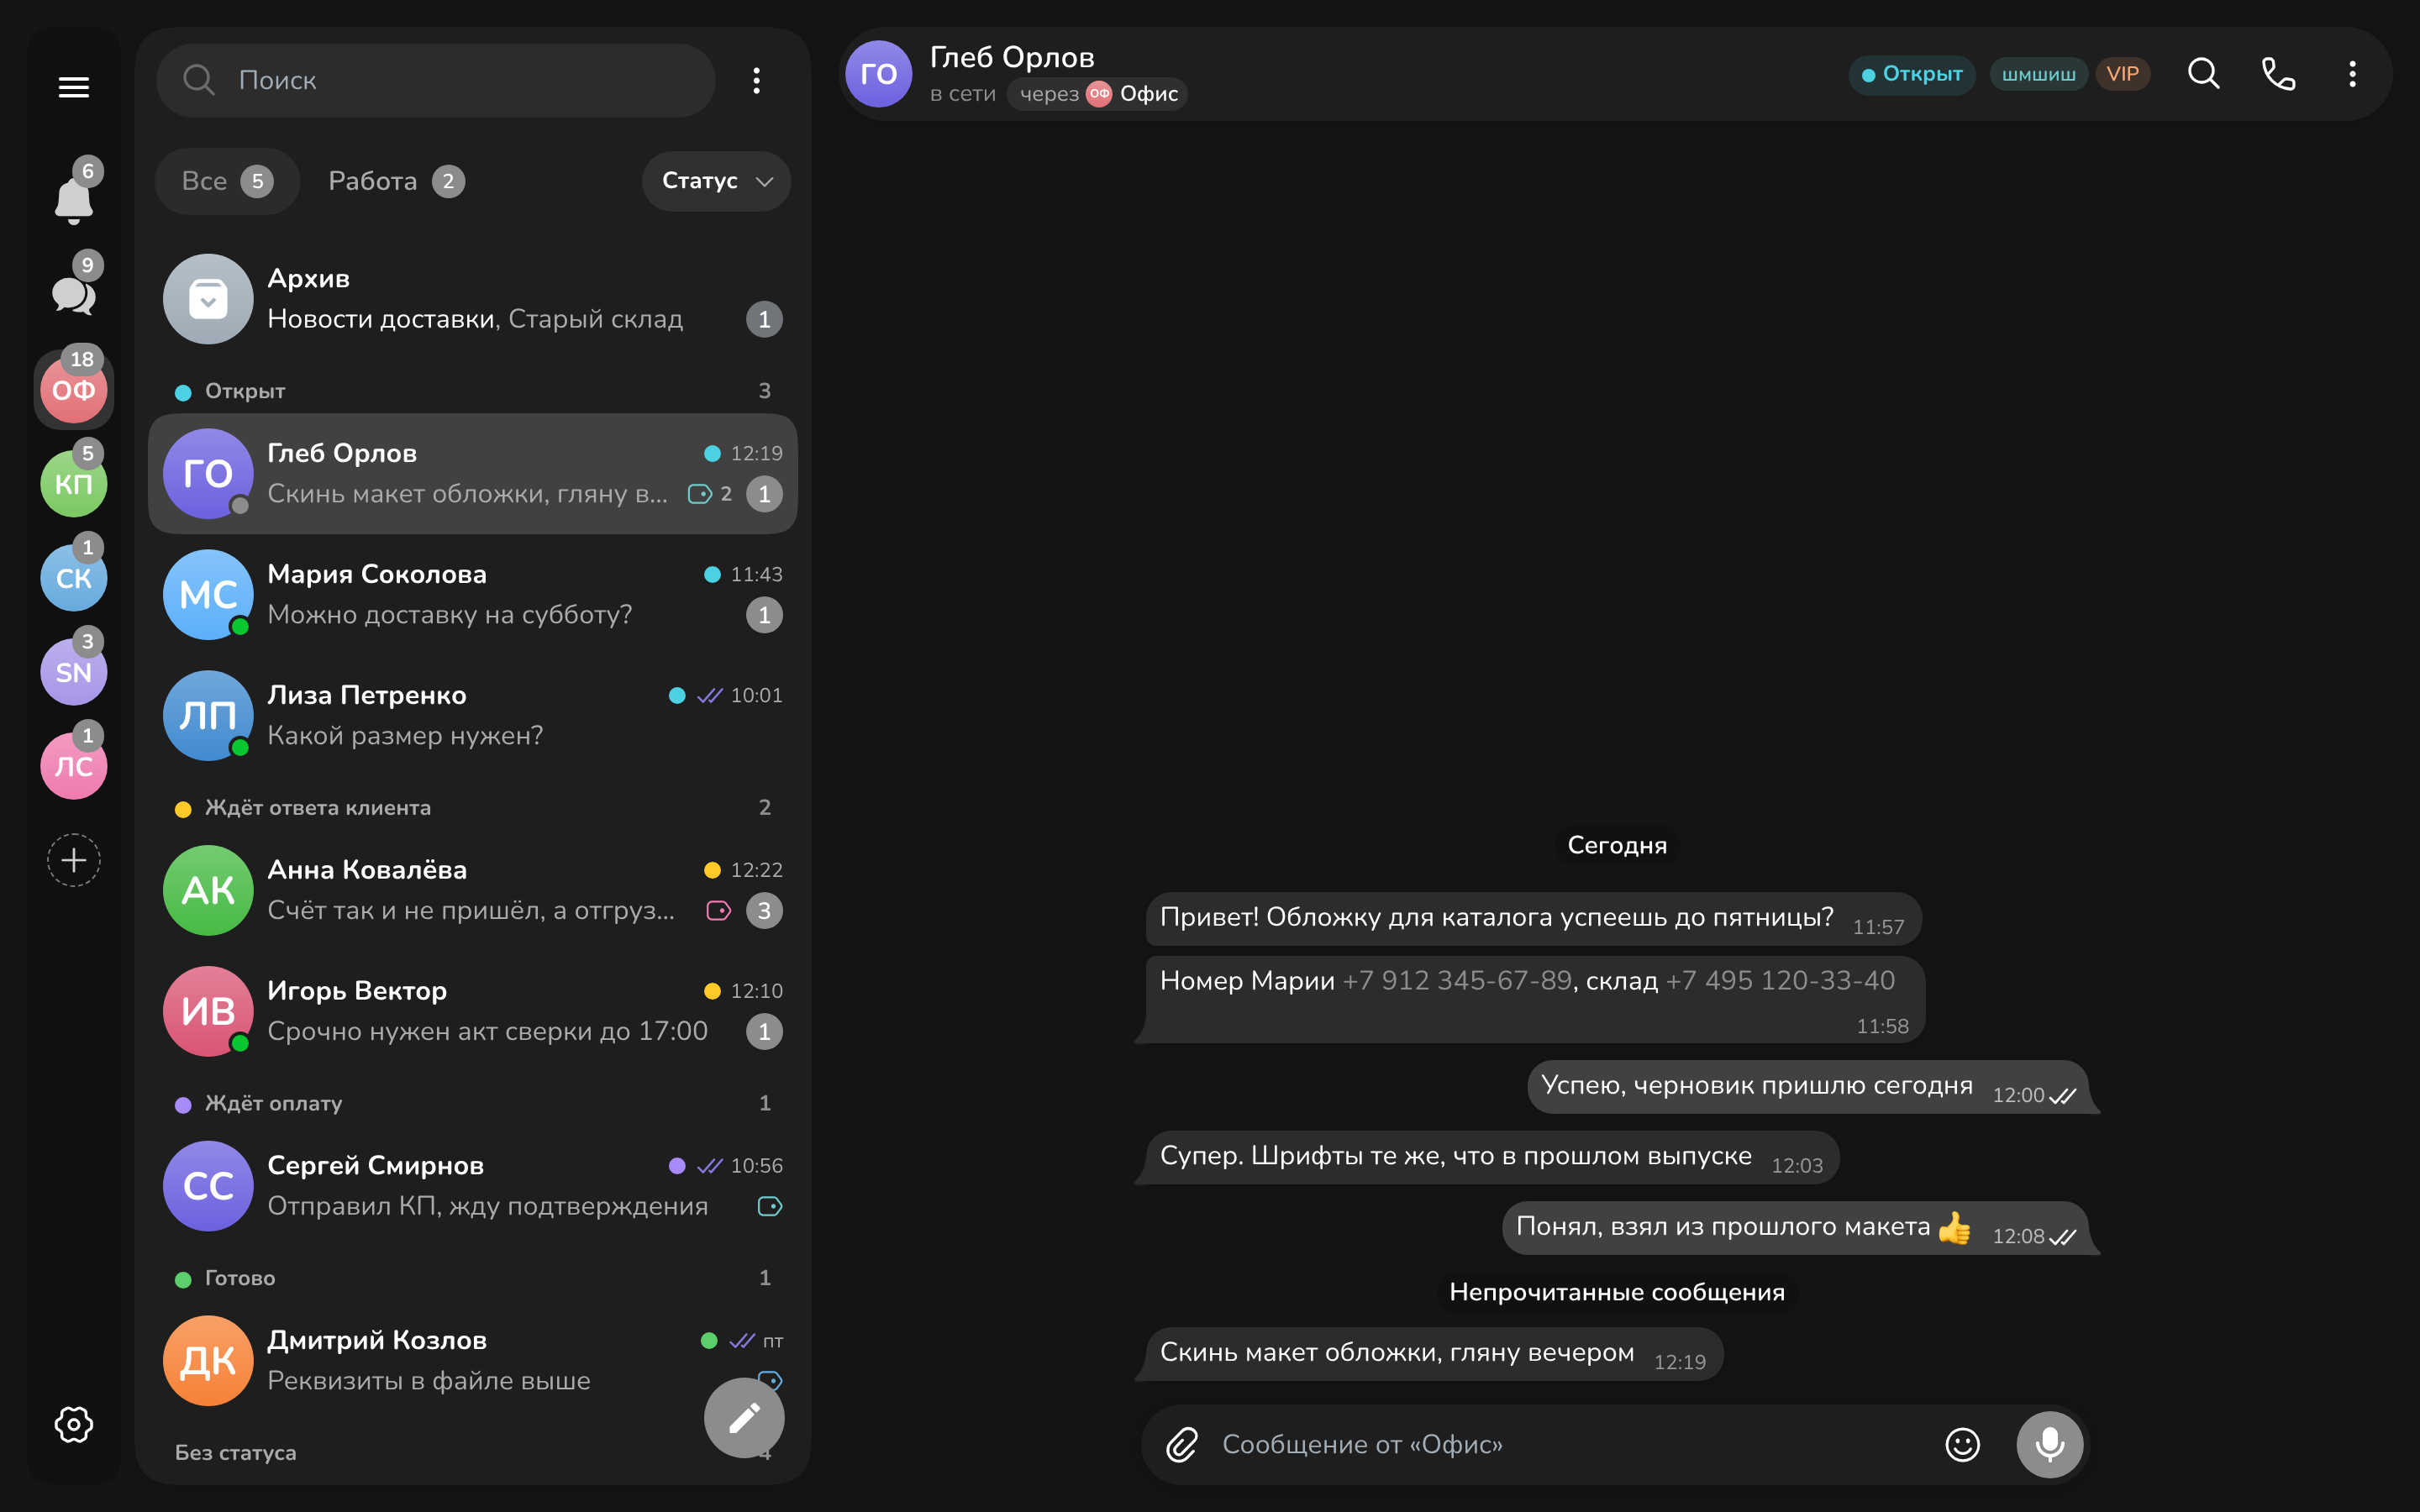 6
9
18
ОФ
5
КП
1
СК
3
SN
1
ЛС
Поиск
Все 5 Работа 2 Статус
Архив
Новости доставки, Старый склад 1
Открыт 3
ГО Глеб Орлов 12:19
Скинь макет обложки, гляну в... 2 1
МС Мария Соколова 11:43
Можно доставку на субботу? 1
ЛП Лиза Петренко 10:01
Какой размер нужен?
Ждёт ответа клиента 2
АК Анна Ковалёва 12:22
Счёт так и не пришёл, а отгруз... 3
ИВ Игорь Вектор 12:10
Срочно нужен акт сверки до 17:00 1
Ждёт оплату 1
СС Сергей Смирнов 10:56
Отправил КП, жду подтверждения
Готово 1
ДК Дмитрий Козлов пт
Реквизиты в файле выше
Без статуса
ГО Глеб Орлов
в сети через ОФ Офис
Открыт шмшиш VIP
Сегодня
Привет! Обложку для каталога успеешь до пятницы? 11:57
Номер Марии +7 912 345-67-89, склад +7 495 120-33-40
11:58
Успею, черновик пришлю сегодня 12:00
Супер. Шрифты те же, что в прошлом выпуске 12:03
Понял, взял из прошлого макета 👍 12:08
Непрочитанные сообщения
Скинь макет обложки, гляну вечером 12:19
Сообщение от «Офис»